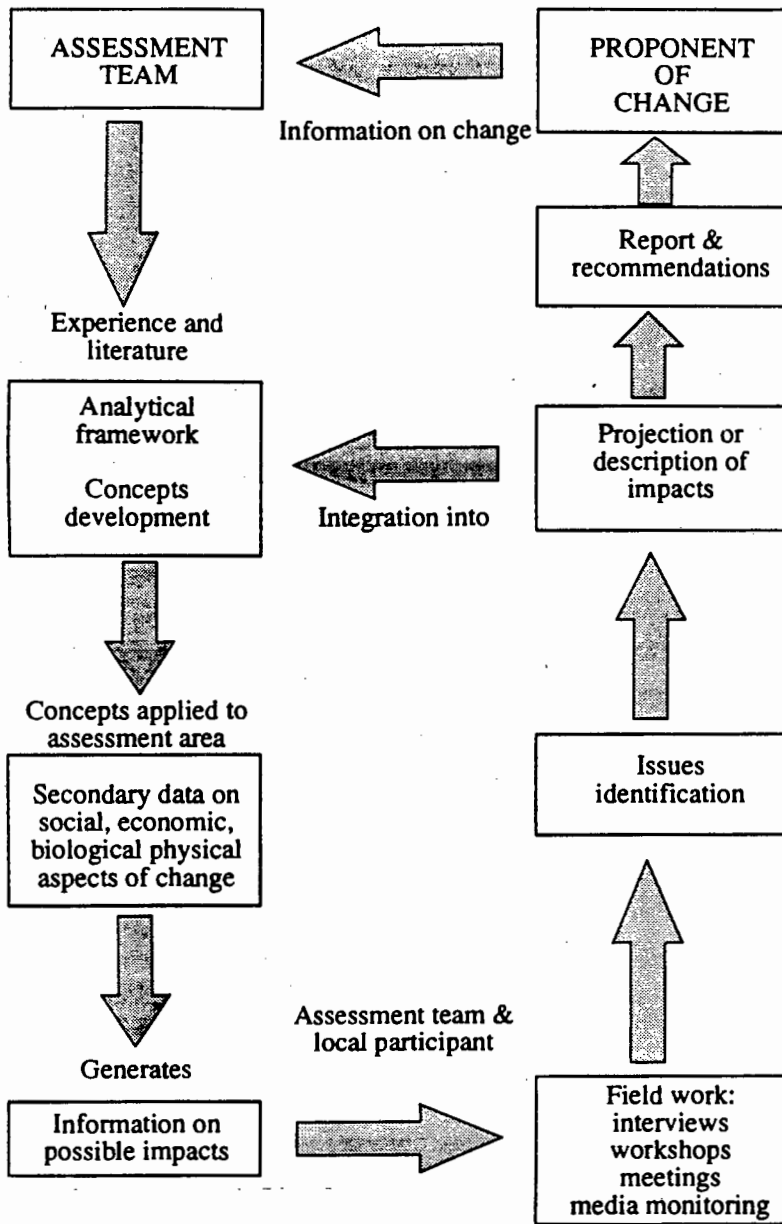 ASSESSMENT
TEAM
PROPONENT
OF
CHANGE
Information on change
Report &
recommendations
Experience and
literature
Analytical
framework
Concepts
development
Integration into
Projection or
description of
impacts
Concepts applied to
assessment area
Issues
identification
Secondary data on
social, economic,
biological physical
aspects of change
Assessment team &
local participant
Generates
Information on
possible impacts
Field work:
interviews
workshops
meetings
media monitoring